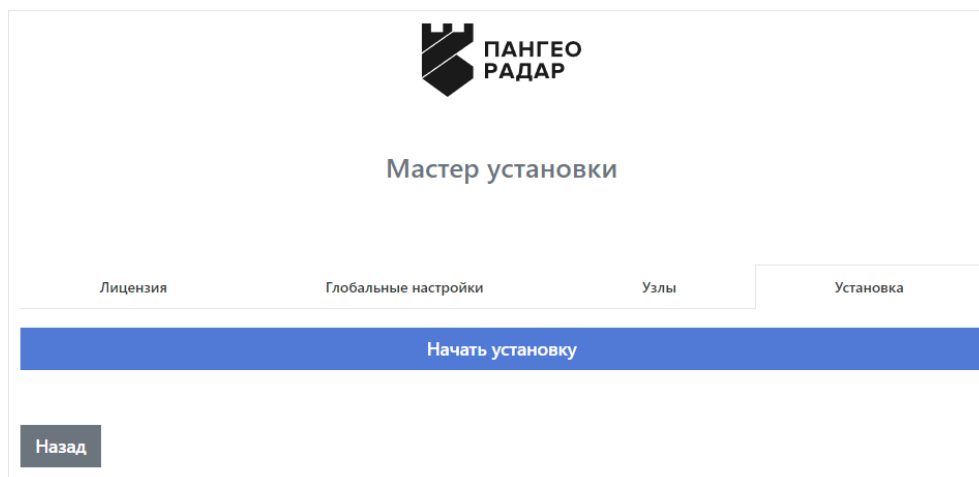 ПАНГЕО
РАДАР
Мастер установки
Лицензия Глобальные настройки Узлы Установка
Начать установку
Назад